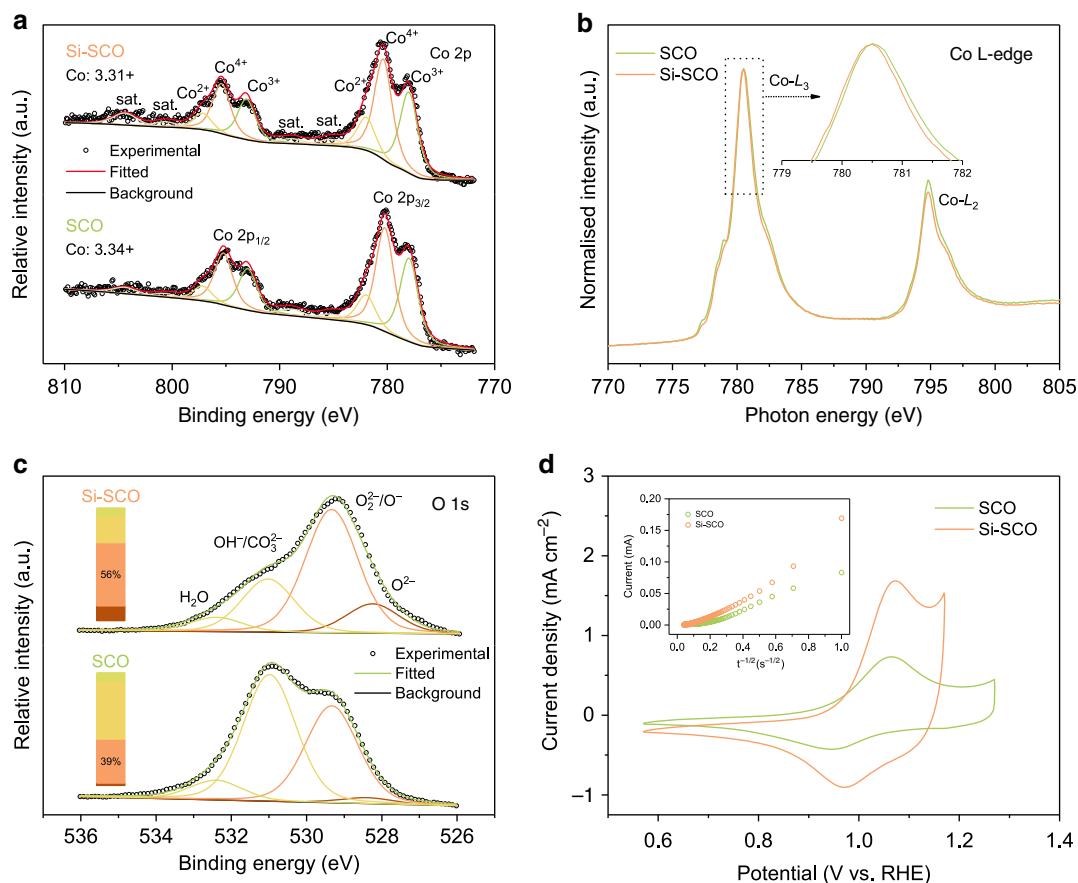 a
Si-SCO
Co: 3.31+
sat.
sat.
Co²⁺
Co⁴⁺
Co³⁺
sat.
sat.
Co²⁺
Co⁴⁺
Co 2p
Co³⁺
Experimental
Fitted
Background
SCO
Co: 3.34+
Co 2p₁/₂
Co 2p₃/₂
Relative intensity (a.u.)
810 800 790 780 770
Binding energy (eV)
b
SCO
Si-SCO
Co L-edge
Co-L₃
779 780 781 782
Co-L₂
Normalised intensity (a.u.)
770 775 780 785 790 795 800 805
Photon energy (eV)
c
Si-SCO
56%
O 1s
H₂O
OH⁻/CO₃²⁻
O₂²⁻/O⁻
O²⁻
SCO
39%
Experimental
Fitted
Background
Relative intensity (a.u.)
536 534 532 530 528 526
Binding energy (eV)
d
SCO
Si-SCO
SCO
Si-SCO
Current (mA)
0.20
0.15
0.10
0.05
0.00
0.0 0.2 0.4 0.6 0.8 1.0
t⁻¹/²(s⁻¹/²)
Current density (mA cm⁻²)
3
2
1
0
–1
0.6 0.8 1.0 1.2 1.4
Potential (V vs. RHE)